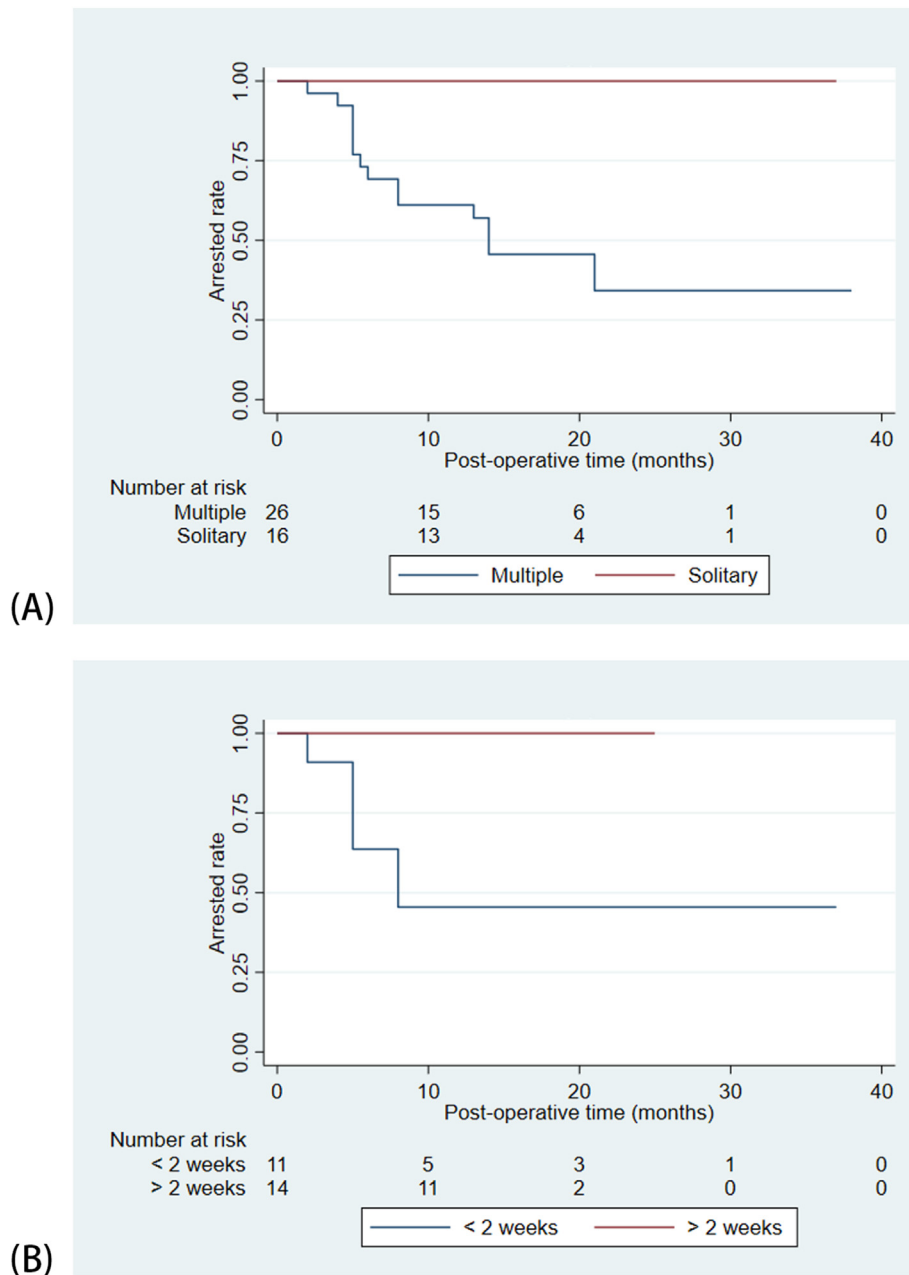 1.00
0.75
0.50
0.25
0.00
Arrested rate
0 10 20 30 40
Post-operative time (months)
Number at risk
Multiple 26 15 6 1 0
Solitary 16 13 4 1 0
Multiple Solitary
(A)
1.00
0.75
0.50
0.25
0.00
Arrested rate
0 10 20 30 40
Post-operative time (months)
Number at risk
< 2 weeks 11 5 3 1 0
> 2 weeks 14 11 2 0 0
< 2 weeks > 2 weeks
(B)